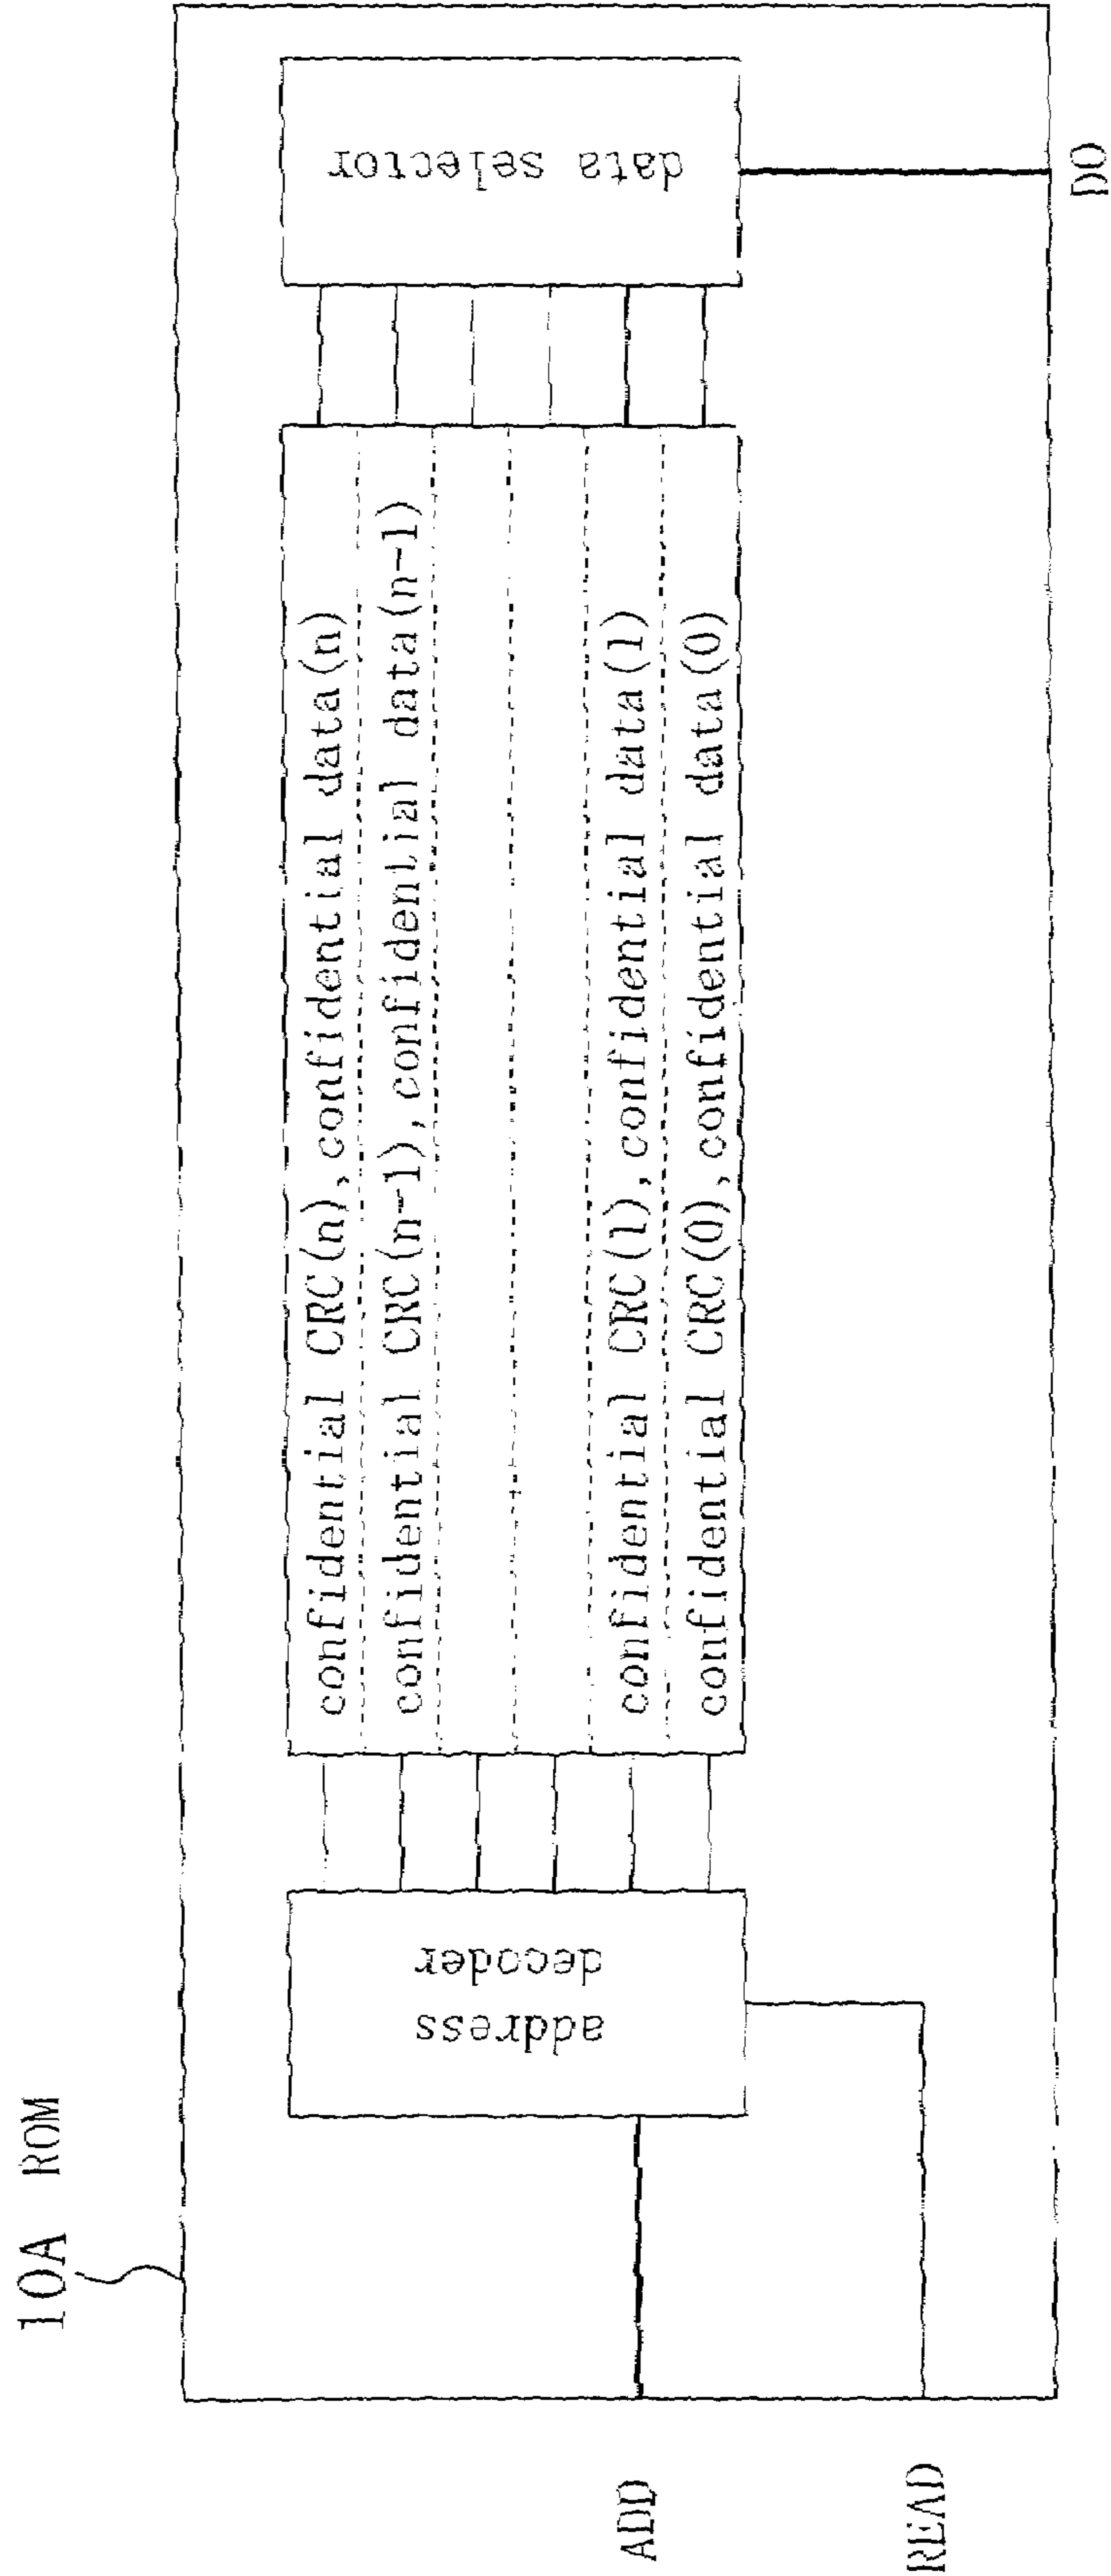 10A ROM
confidential CRC(n),confidential data(n)
confidential CRC(n-1),confidential data(n-1)
confidential CRC(1),confidential data(1)
confidential CRC(0),confidential data(0)
address
decoder
data selector
ADD
READ
DO